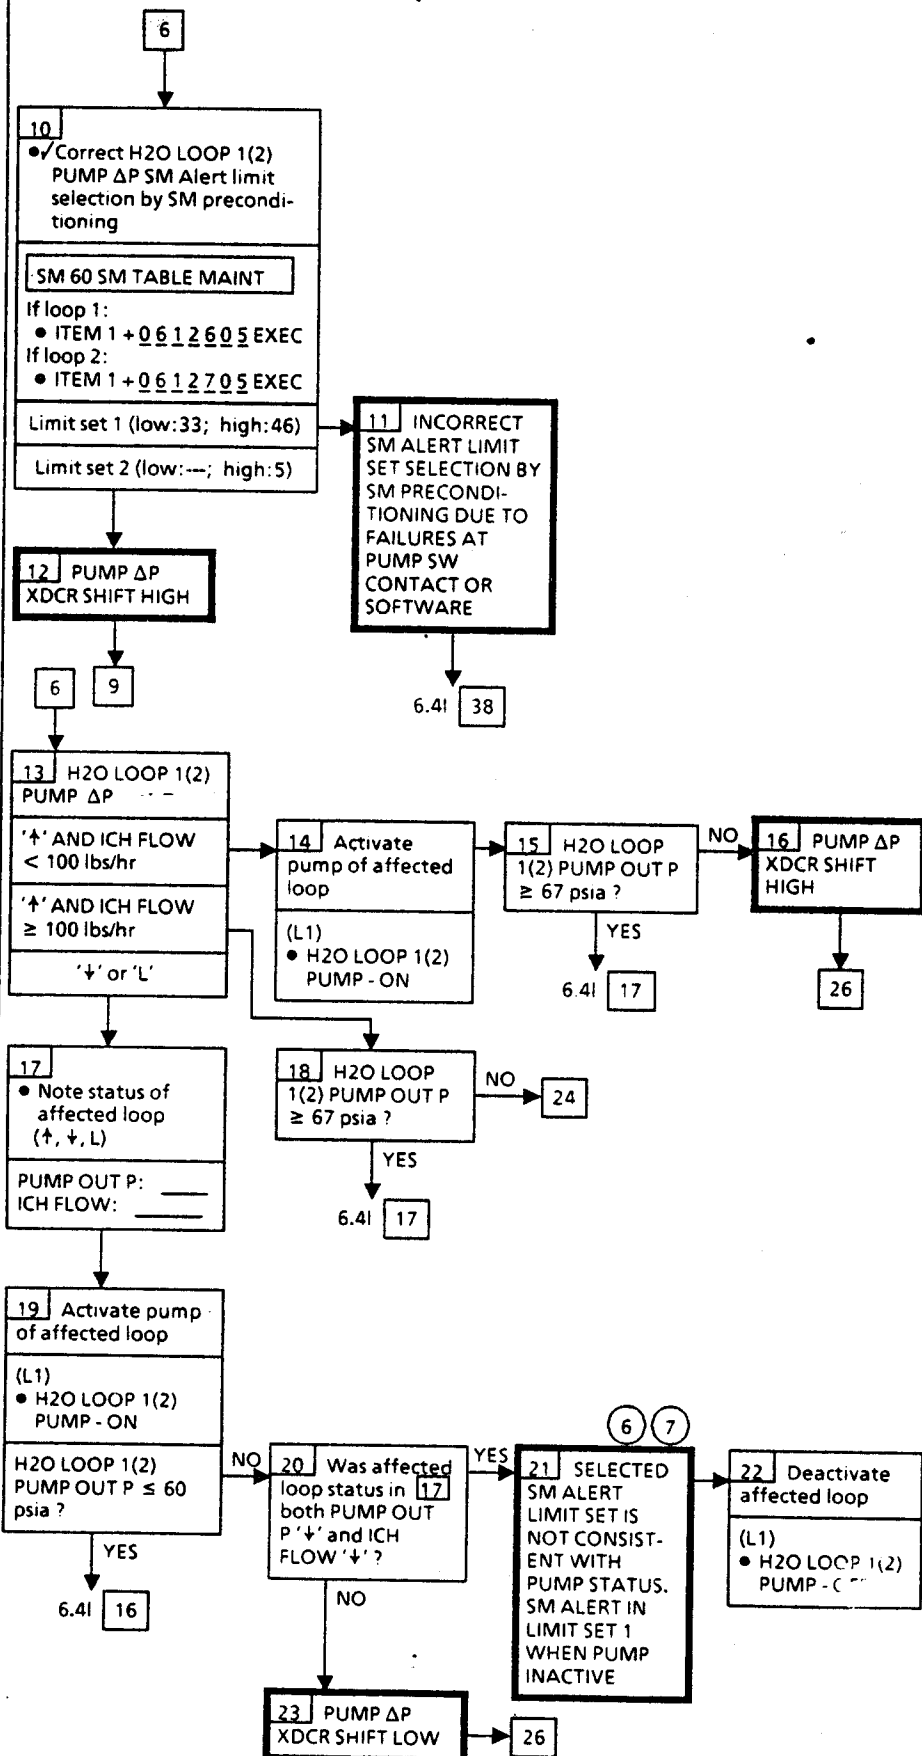 6
10
●✓Correct H2O LOOP 1(2)
PUMP ΔP SM Alert limit
selection by SM precondi-
tioning
SM 60 SM TABLE MAINT
If loop 1:
● ITEM 1 + 0 6 1 2 6 0 5 EXEC
If loop 2:
● ITEM 1 + 0 6 1 2 7 0 5 EXEC
Limit set 1 (low:33; high:46)
Limit set 2 (low:---; high:5)
11 INCORRECT
SM ALERT LIMIT
SET SELECTION BY
SM PRECONDI-
TIONING DUE TO
FAILURES AT
PUMP SW
CONTACT OR
SOFTWARE
6.4I 38
12 PUMP ΔP
XDCR SHIFT HIGH
9
6
13 H2O LOOP 1(2)
PUMP ΔP
'↑' AND ICH FLOW
< 100 lbs/hr
'↑' AND ICH FLOW
≥ 100 lbs/hr
'↓' or 'L'
14 Activate
pump of affected
loop
(L1)
● H2O LOOP 1(2)
PUMP - ON
15 H2O LOOP
1(2) PUMP OUT P
≥ 67 psia ?
NO
YES
6.4I 17
16 PUMP ΔP
XDCR SHIFT
HIGH
26
17
● Note status of
affected loop
(↑, ↓, L)
PUMP OUT P: ___
ICH FLOW: ___
18 H2O LOOP
1(2) PUMP OUT P
≥ 67 psia ?
NO
24
YES
6.4I 17
19 Activate pump
of affected loop
(L1)
● H2O LOOP 1(2)
PUMP - ON
H2O LOOP 1(2)
PUMP OUT P ≤ 60
psia ?
NO
YES
6.4I 16
20 Was affected
loop status in 17
both PUMP OUT
P '↓' and ICH
FLOW '↓' ?
YES
NO
6 7
21 SELECTED
SM ALERT
LIMIT SET IS
NOT CONSIST-
ENT WITH
PUMP STATUS.
SM ALERT IN
LIMIT SET 1
WHEN PUMP
INACTIVE
22 Deactivate
affected loop
(L1)
● H2O LOOP 1(2)
PUMP -
23 PUMP ΔP
XDCR SHIFT LOW
26